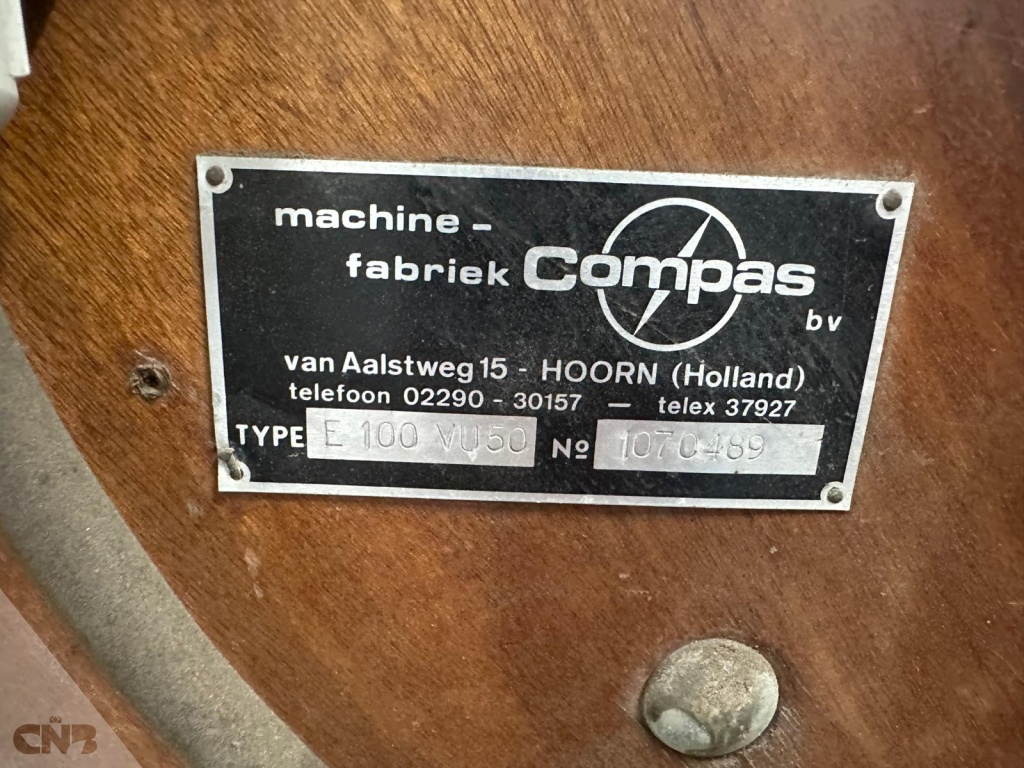 machine -
fabriek Compas
bv
van Aalstweg 15 - HOORN (Holland)
telefoon 02290 - 30157 — telex 37927
TYPE E 100 VU50 Nº 1070489
CNB